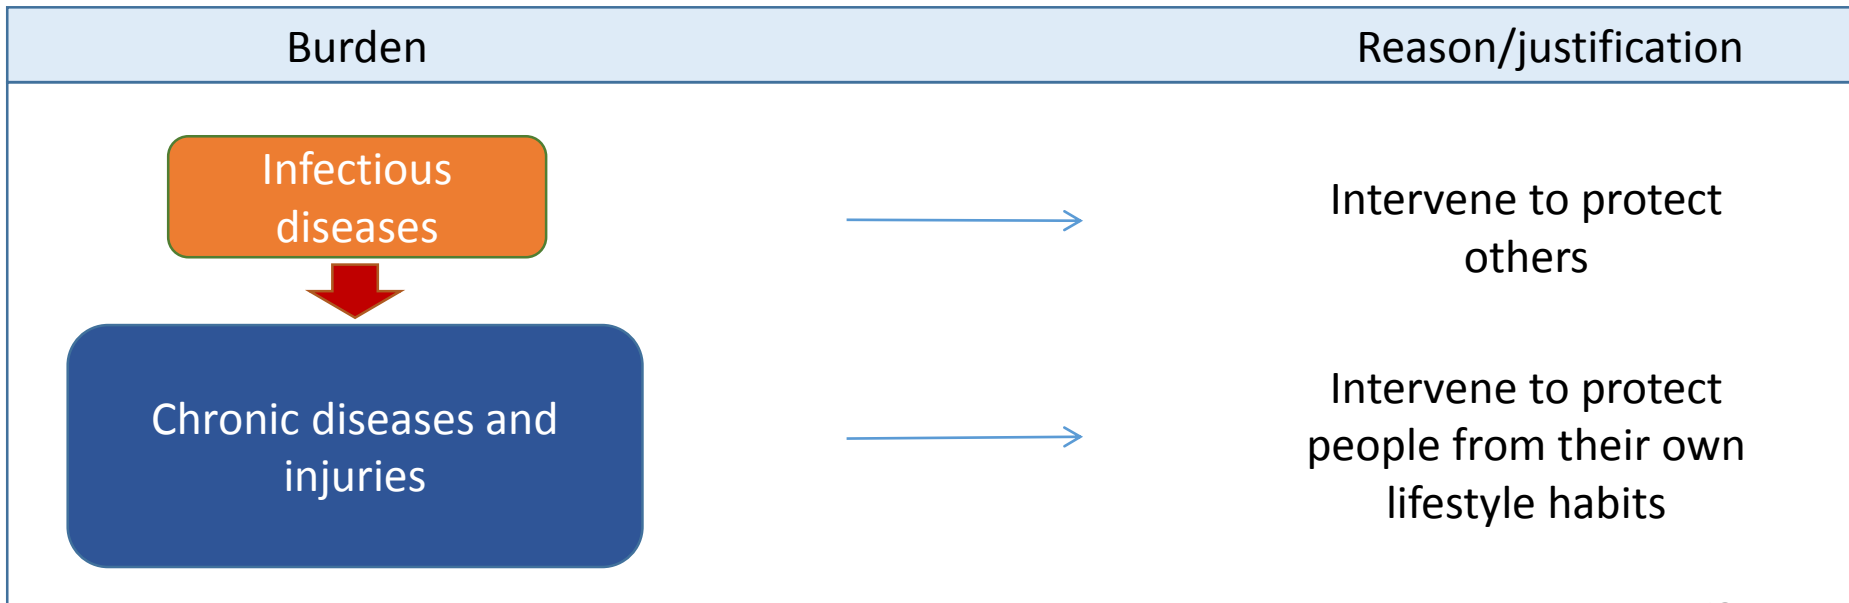 Burden
Reason/justification
Infectious
diseases
Intervene to protect
others
Chronic diseases and
injuries
Intervene to protect
people from their own
lifestyle habits